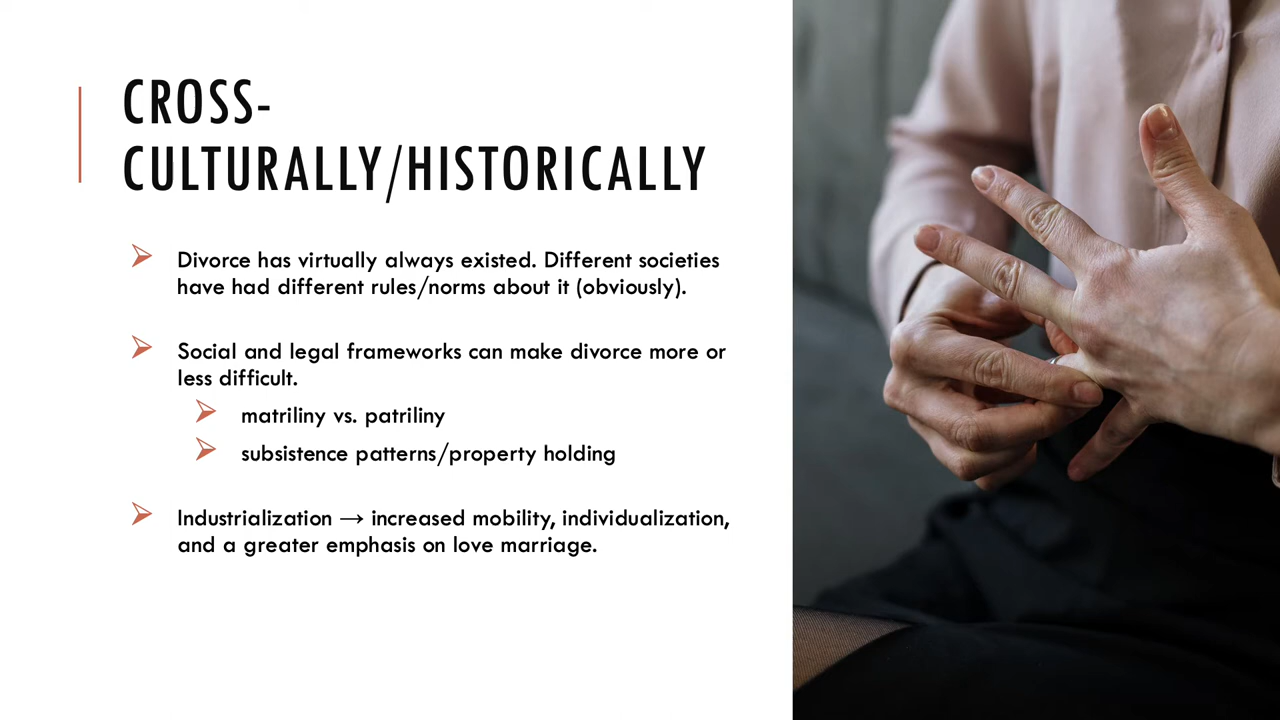 CROSS-
CULTURALLY/HISTORICALLY
Divorce has virtually always existed. Different societies
have had different rules/norms about it (obviously).
Social and legal frameworks can make divorce more or
less difficult.
matriliny vs. patriliny
subsistence patterns/property holding
Industrialization → increased mobility, individualization,
and a greater emphasis on love marriage.